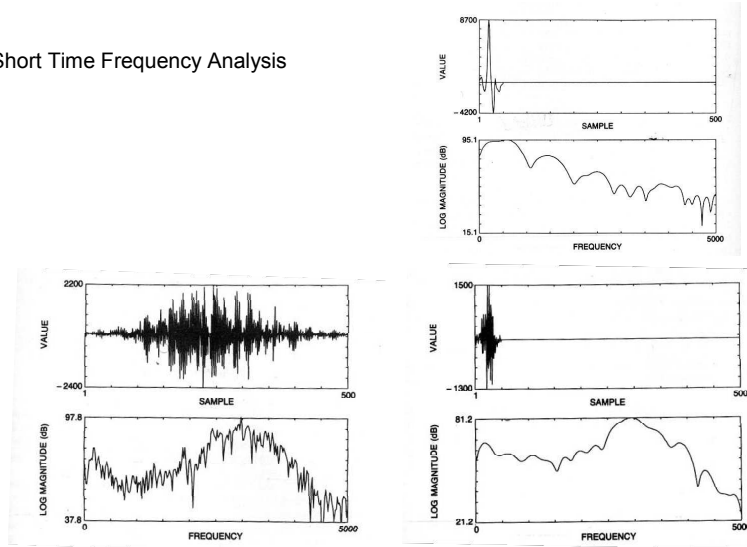 Short Time Frequency Analysis
8700
VALUE
-4200
1
500
SAMPLE
95.1
LOG MAGNITUDE (dB)
15.1
0
5000
FREQUENCY
2200
VALUE
-2400
1
500
SAMPLE
97.8
LOG MAGNITUDE (dB)
37.8
0
5000
FREQUENCY
1500
VALUE
-1300
1
500
SAMPLE
81.2
LOG MAGNITUDE (dB)
21.2
0
5000
FREQUENCY